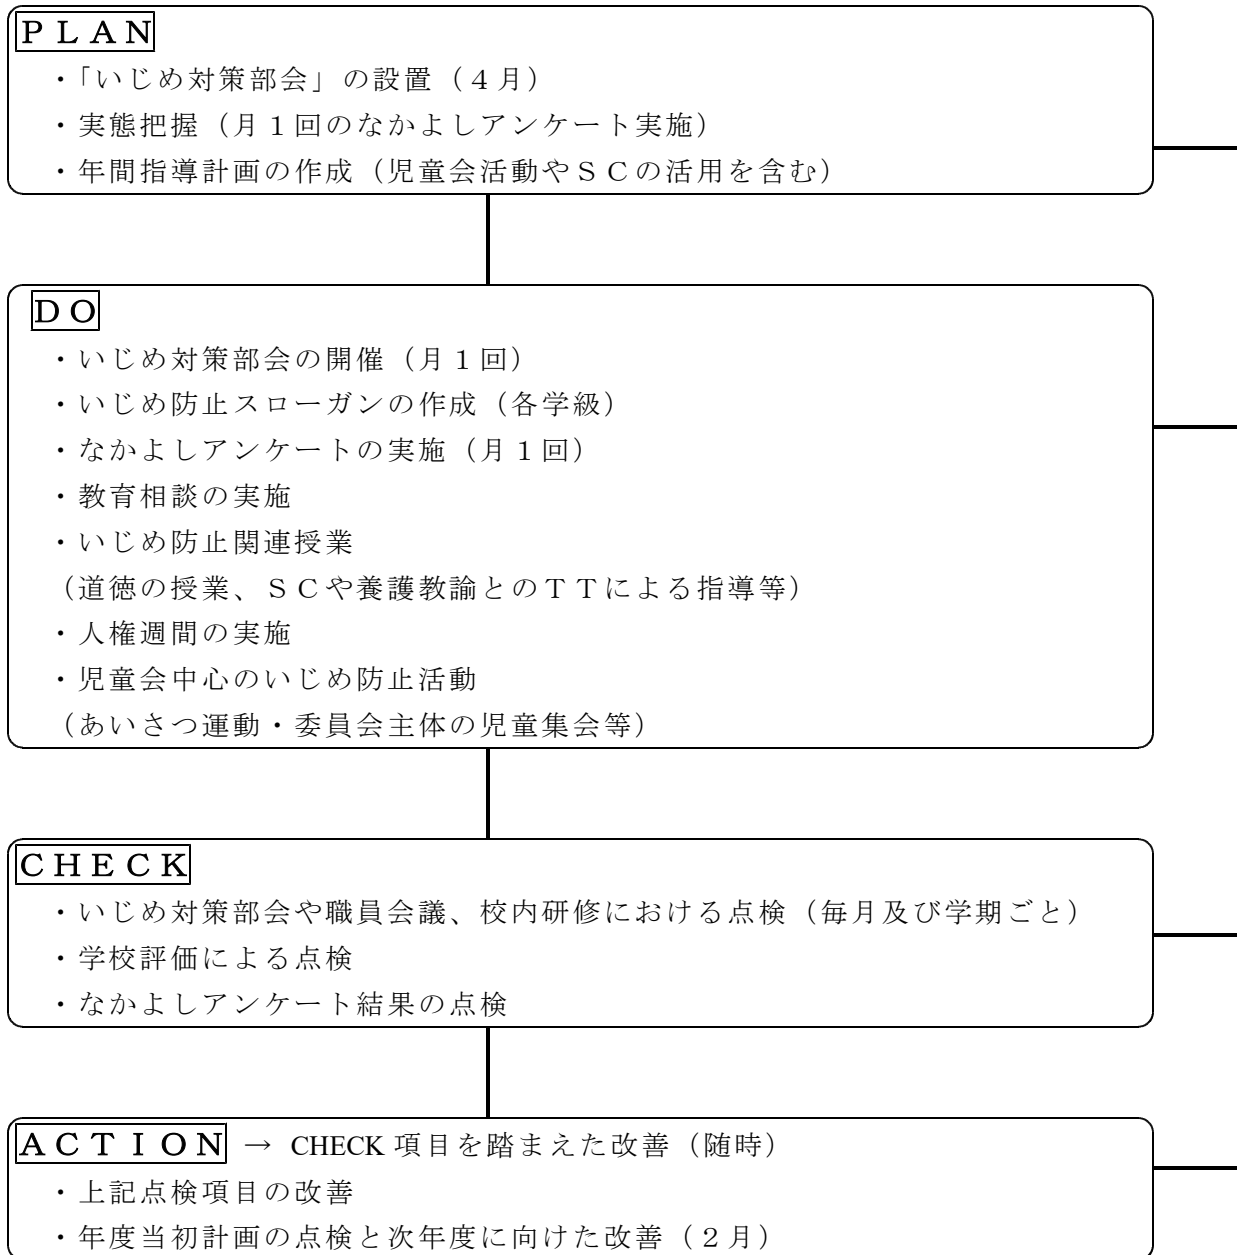 ＰＬＡＮ
・「いじめ対策部会」の設置（４月）
・実態把握（月１回のなかよしアンケート実施）
・年間指導計画の作成（児童会活動やＳＣの活用を含む）
ＤＯ
・いじめ対策部会の開催（月１回）
・いじめ防止スローガンの作成（各学級）
・なかよしアンケートの実施（月１回）
・教育相談の実施
・いじめ防止関連授業
（道徳の授業、ＳＣや養護教諭とのＴＴによる指導等）
・人権週間の実施
・児童会中心のいじめ防止活動
（あいさつ運動・委員会主体の児童集会等）
ＣＨＥＣＫ
・いじめ対策部会や職員会議、校内研修における点検（毎月及び学期ごと）
・学校評価による点検
・なかよしアンケート結果の点検
ＡＣＴＩＯＮ → CHECK 項目を踏まえた改善（随時）
・上記点検項目の改善
・年度当初計画の点検と次年度に向けた改善（２月）